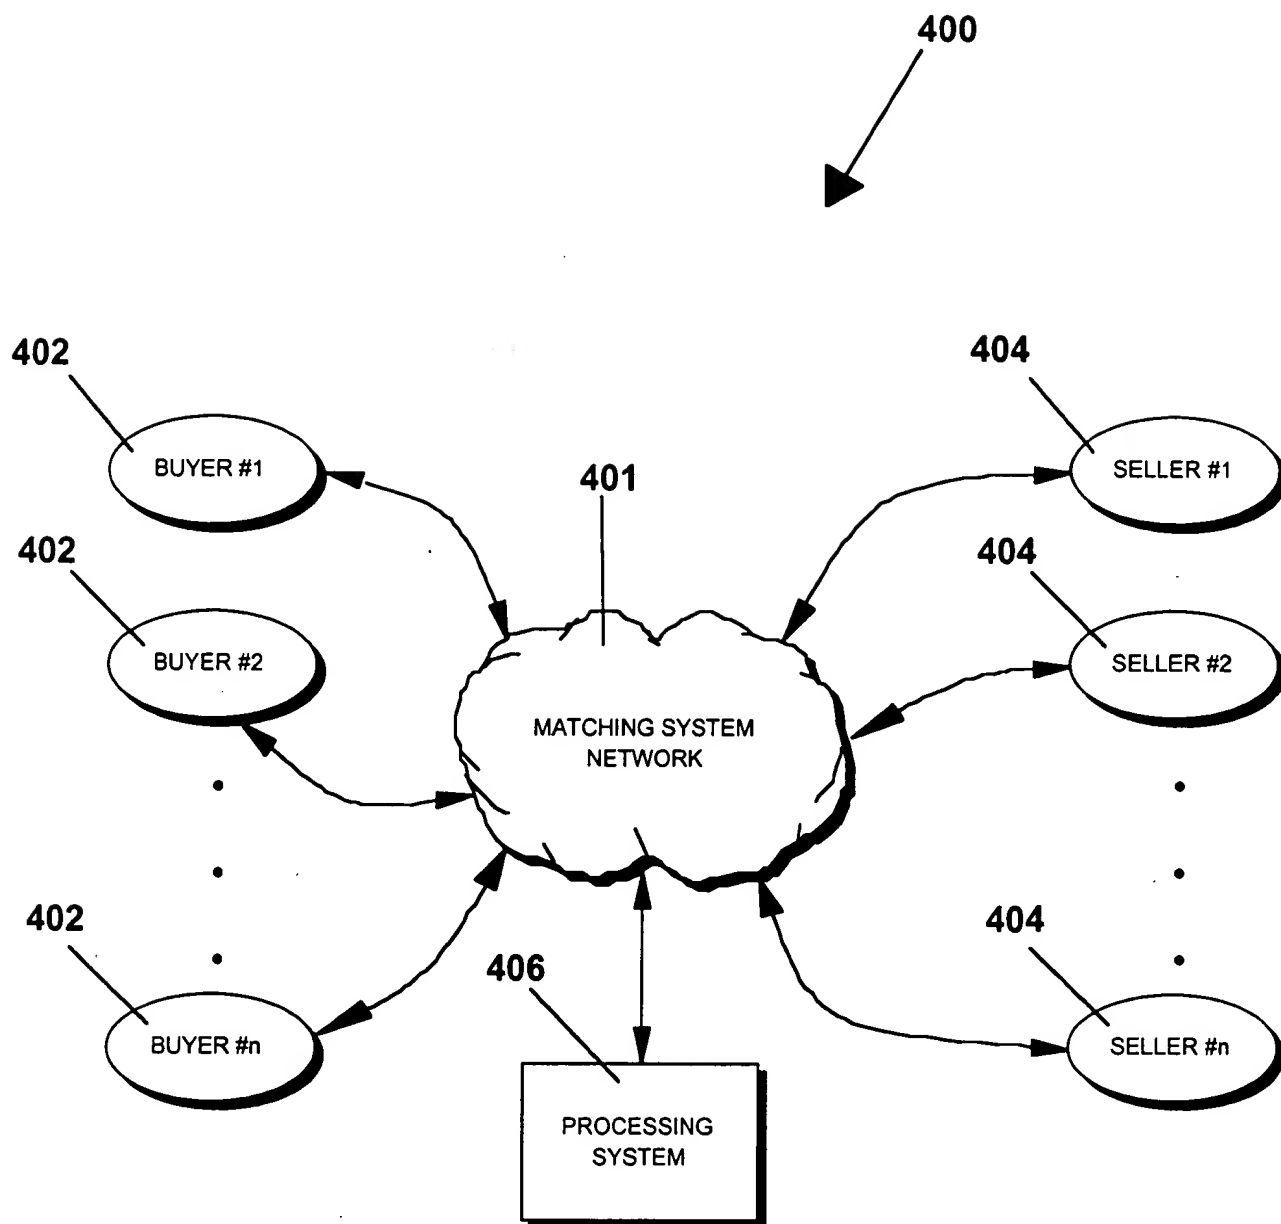 400
402
404
BUYER #1
SELLER #1
401
402
404
BUYER #2
SELLER #2
MATCHING SYSTEM
NETWORK
402
404
406
BUYER #n
SELLER #n
PROCESSING
SYSTEM